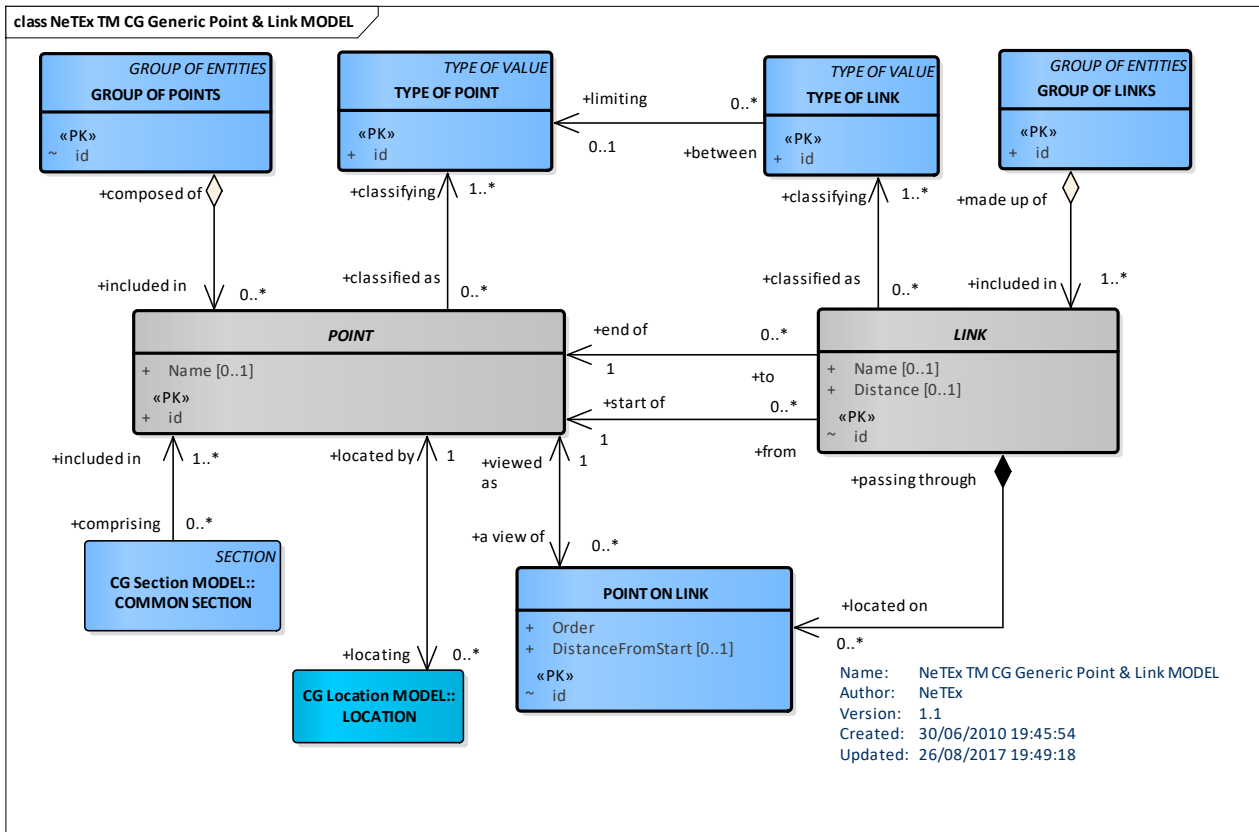 class NeTEx TM CG Generic Point & Link MODEL
GROUP OF ENTITIES
GROUP OF POINTS
«PK»
~ id
TYPE OF VALUE
TYPE OF POINT
«PK»
+ id
TYPE OF VALUE
TYPE OF LINK
«PK»
+ id
GROUP OF ENTITIES
GROUP OF LINKS
«PK»
+ id
+limiting
0..*
0..1
+between
+composed of
+classifying
1..*
+classifying
1..*
+made up of
+included in
0..*
+classified as
0..*
+classified as
0..*
+included in
1..*
POINT
+ Name [0..1]
«PK»
+ id
+end of
0..*
1
+to
+start of
0..*
1
+from
LINK
+ Name [0..1]
+ Distance [0..1]
«PK»
~ id
+included in
1..*
+located by
1
+viewed
as
1
+passing through
+comprising
0..*
+a view of
0..*
SECTION
CG Section MODEL::
COMMON SECTION
POINT ON LINK
+ Order
+ DistanceFromStart [0..1]
«PK»
~ id
+located on
0..*
+locating
0..*
CG Location MODEL::
LOCATION
Name: NeTEx TM CG Generic Point & Link MODEL
Author: NeTEx
Version: 1.1
Created: 30/06/2010 19:45:54
Updated: 26/08/2017 19:49:18